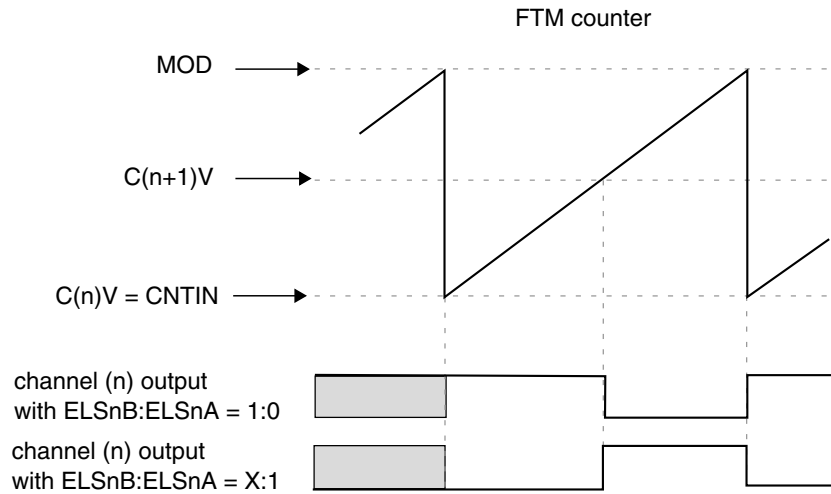 FTM counter
MOD
C(n+1)V
C(n)V = CNTIN
channel (n) output
with ELSnB:ELSnA = 1:0
channel (n) output
with ELSnB:ELSnA = X:1